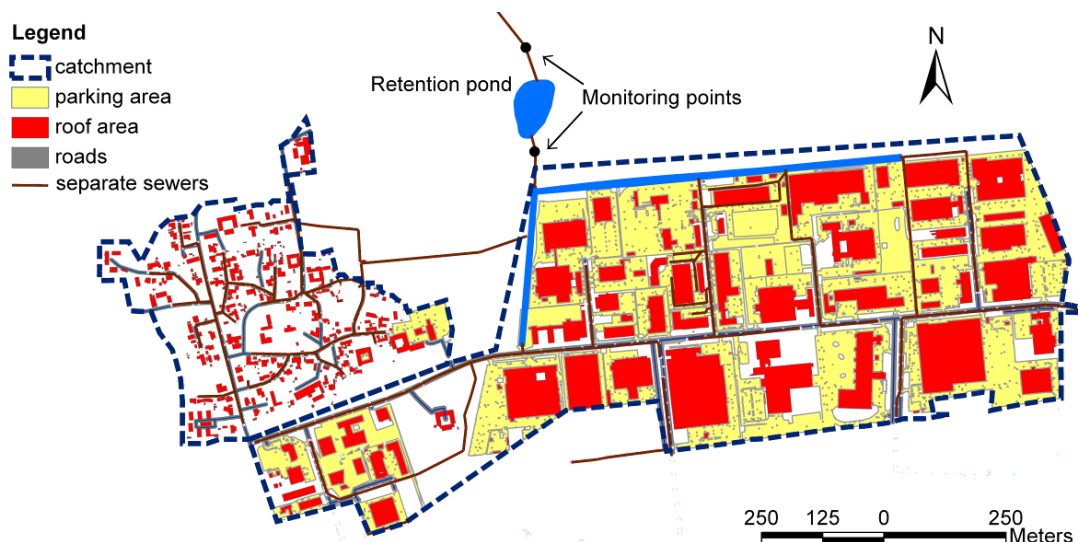 Legend
catchment
parking area
roof area
roads
separate sewers
Retention pond
Monitoring points
N
250 125 0 250
Meters